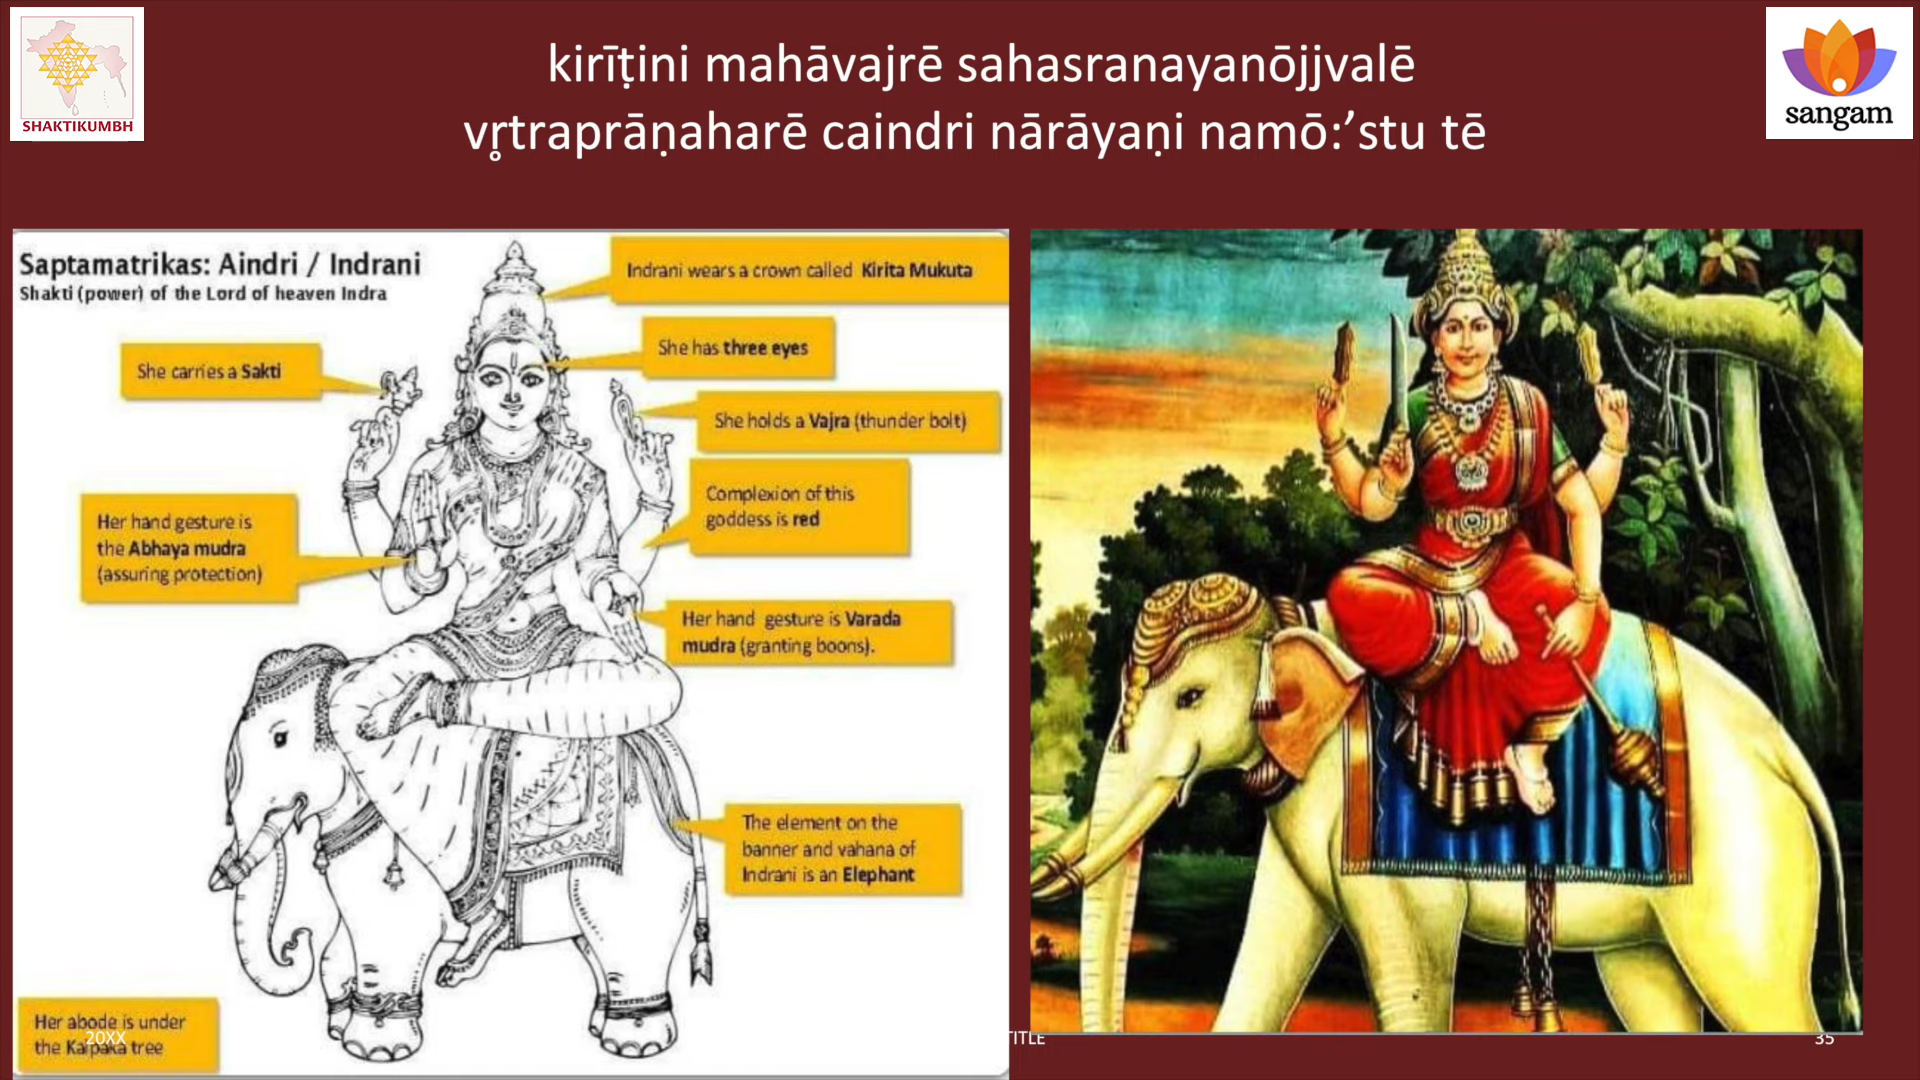 SHAKTIKUMBH
kirīṭini mahāvajrē sahasranayanōjjvalē
vr̥traprāṇaharē caindri nārāyaṇi namō:’stu tē
sangam
Saptamatrikas: Aindri / Indrani
Shakti (power) of the Lord of heaven Indra
Indrani wears a crown called Kirita Mukuta
She has three eyes
She carries a Sakti
She holds a Vajra (thunder bolt)
Complexion of this
goddess is red
Her hand gesture is
the Abhaya mudra
(assuring protection)
Her hand gesture is Varada
mudra (granting boons).
The element on the
banner and vahana of
Indrani is an Elephant
Her abode is under
the Kalpaka tree
20XX
TITLE
35